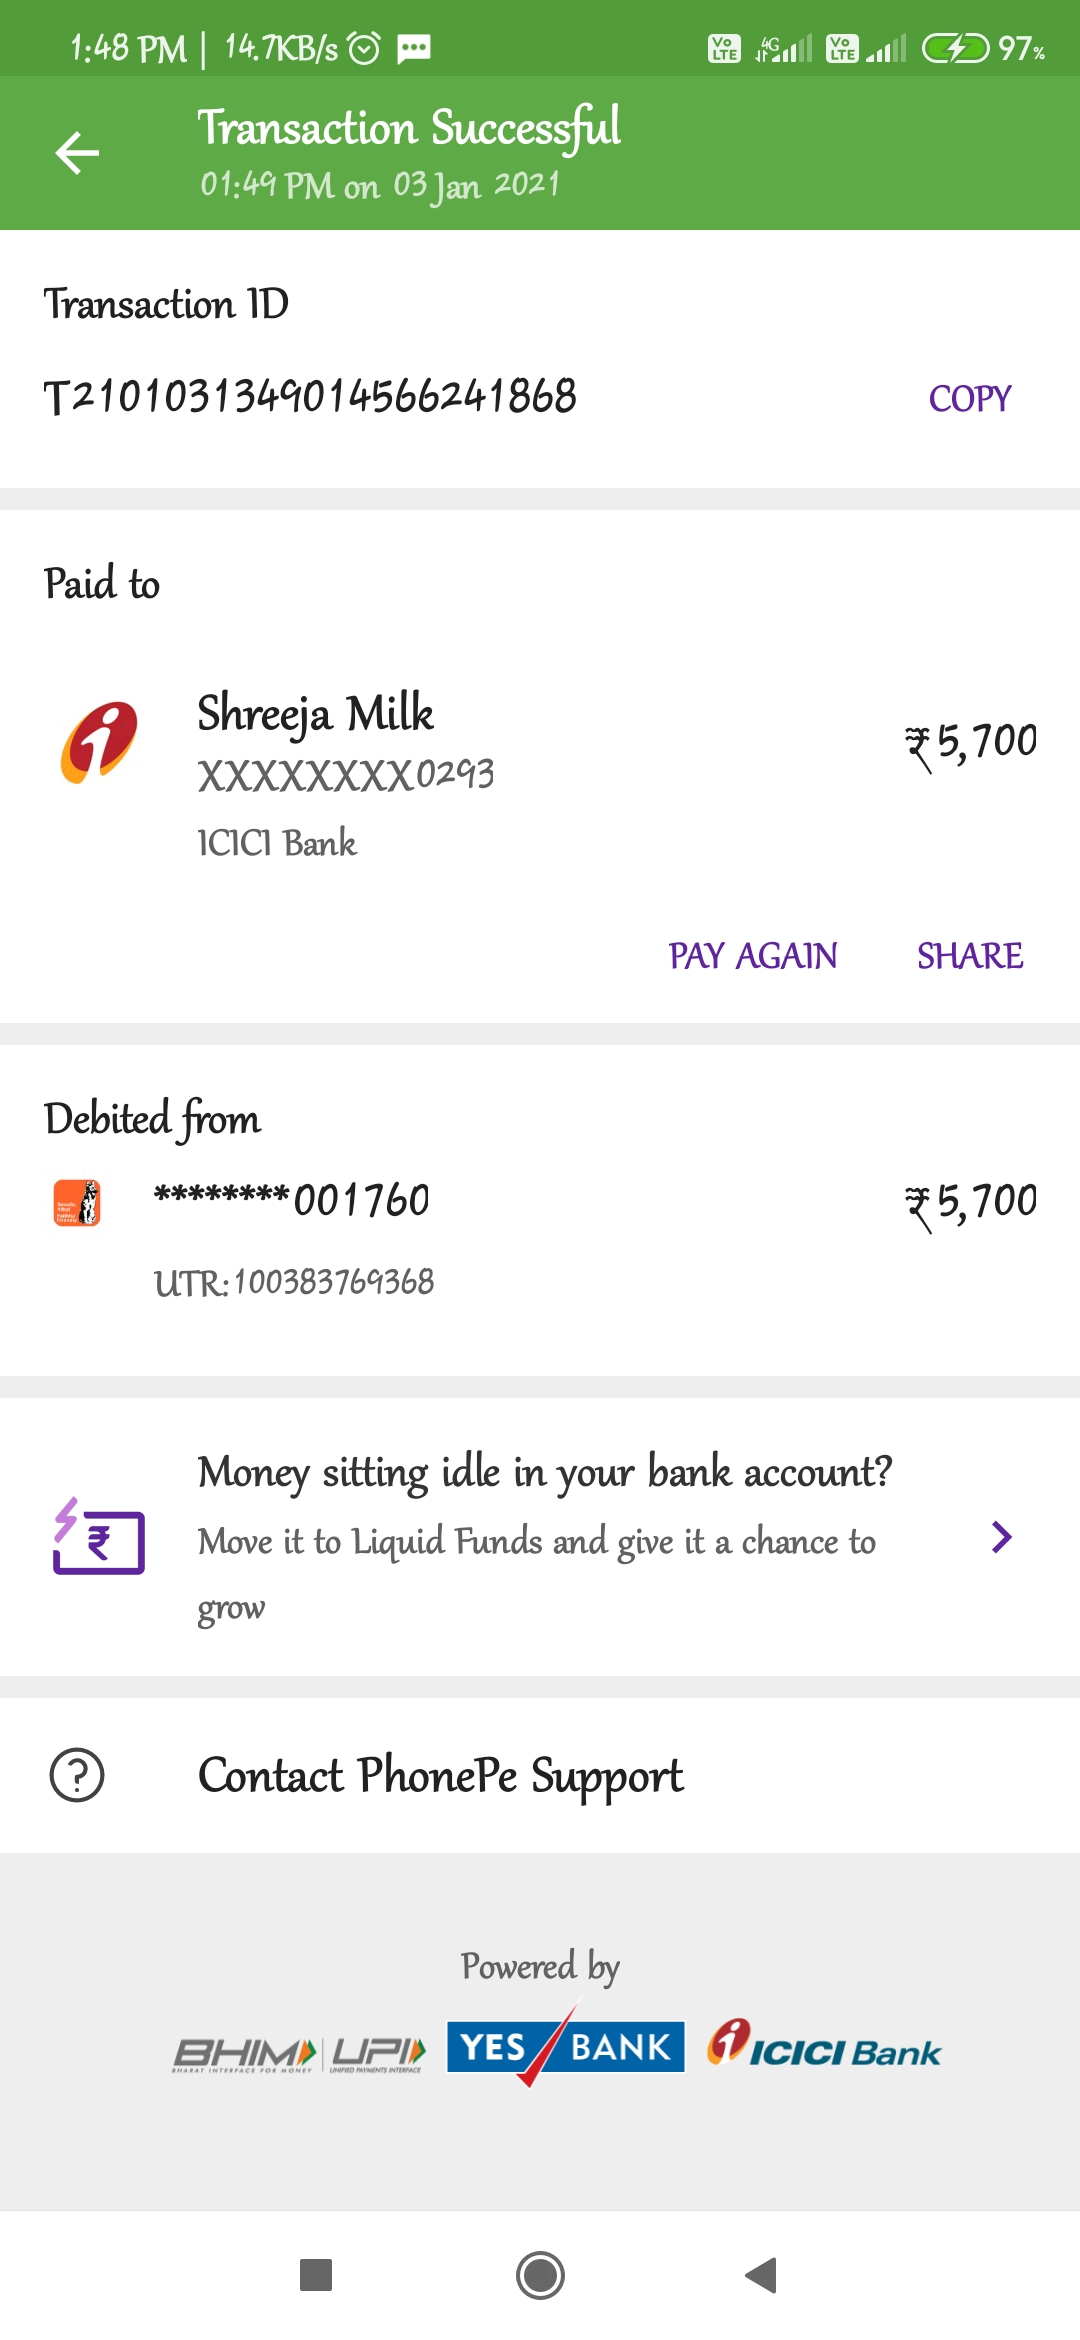 1:48 PM | 14.7KB/s
Vo LTE 4G Vo LTE 97%
Transaction Successful
01:49 PM on 03 Jan 2021
Transaction ID
T2101031349014566241868 COPY
Paid to
Shreeja Milk
₹5,700
XXXXXXXX0293
ICICI Bank
PAY AGAIN SHARE
Debited from
********001760 ₹5,700
UTR:100383769368
Money sitting idle in your bank account?
Move it to Liquid Funds and give it a chance to
grow
Contact PhonePe Support
Powered by
BHIM UPI YES BANK ICICI Bank
BHARAT INTERFACE FOR MONEY UNIFIED PAYMENTS INTERFACE